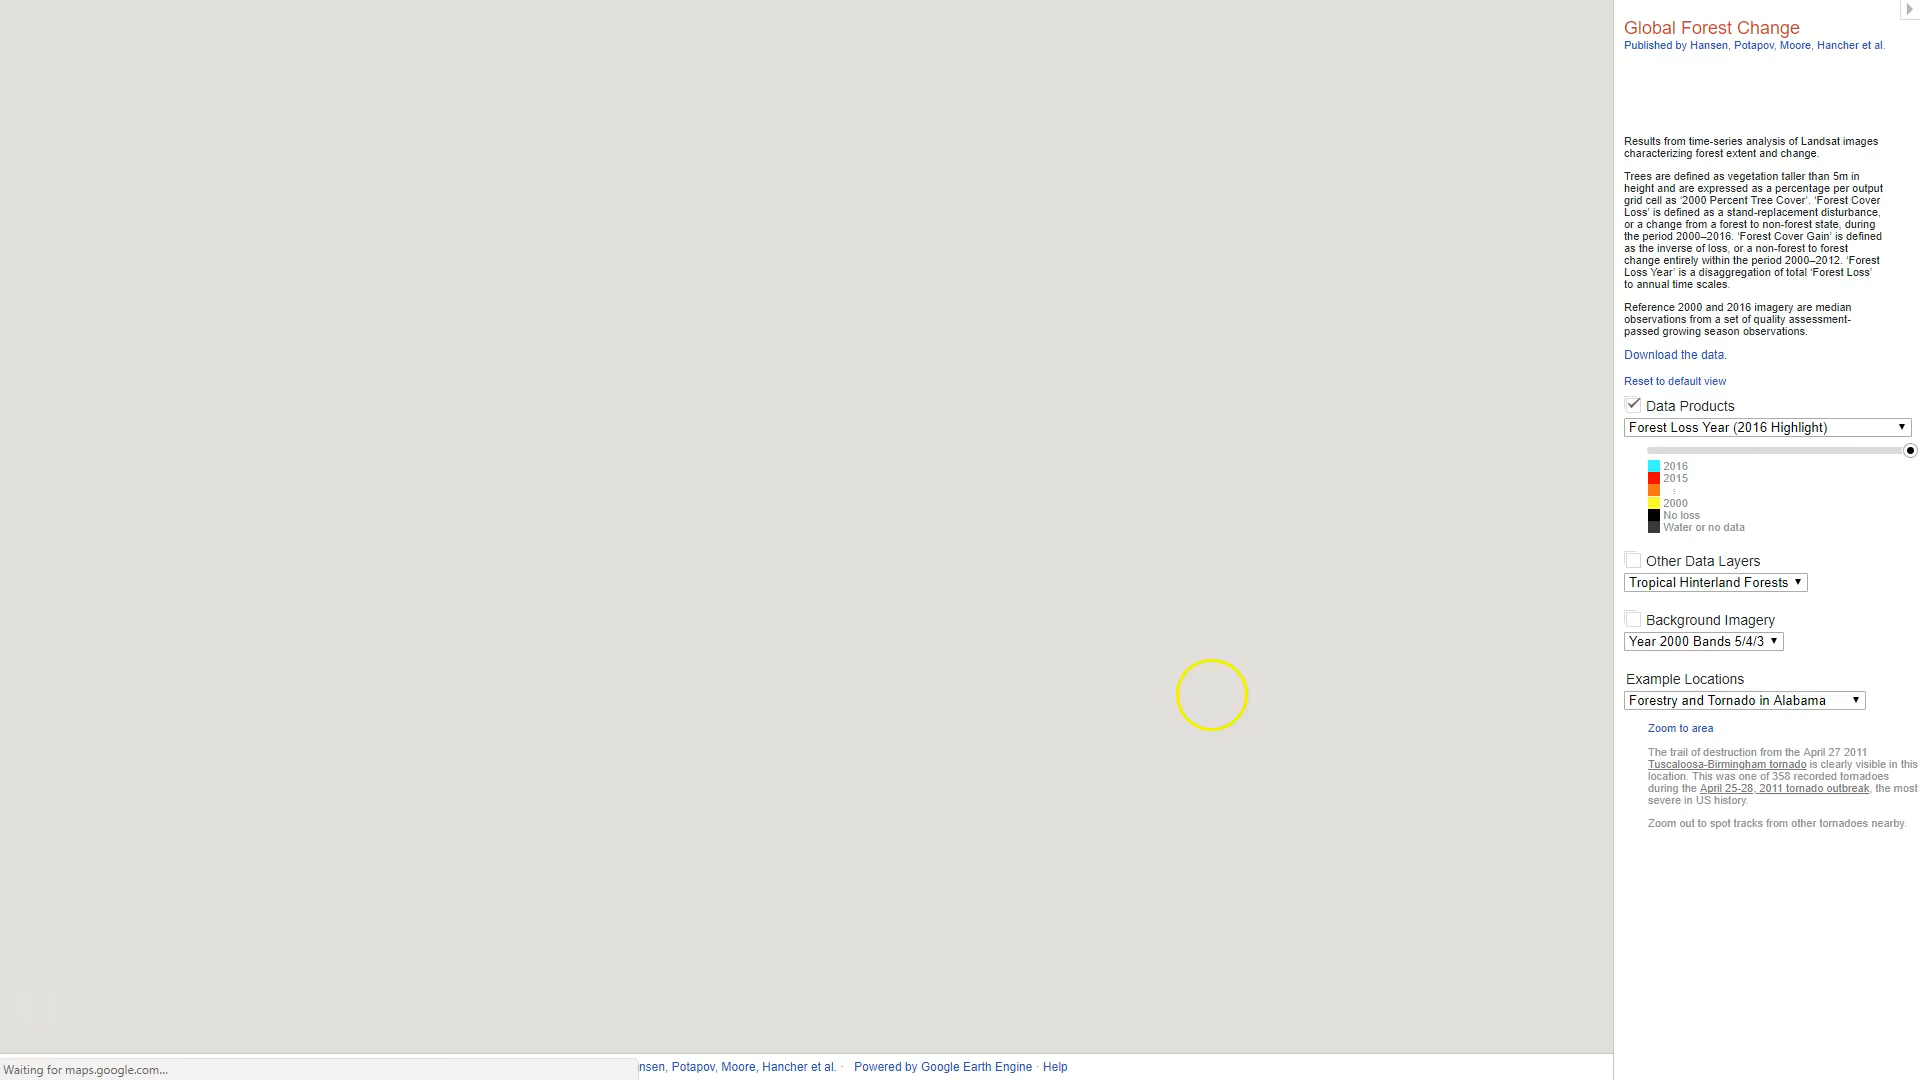 Global Forest Change
Published by Hansen, Potapov, Moore, Hancher et al.
Results from time-series analysis of Landsat images
characterizing forest extent and change.
Trees are defined as vegetation taller than 5m in
height and are expressed as a percentage per output
grid cell as ‘2000 Percent Tree Cover’. ‘Forest Cover
Loss’ is defined as a stand-replacement disturbance,
or a change from a forest to non-forest state, during
the period 2000–2016. ‘Forest Cover Gain’ is defined
as the inverse of loss, or a non-forest to forest
change entirely within the period 2000–2012. ‘Forest
Loss Year’ is a disaggregation of total ‘Forest Loss’
to annual time scales.
Reference 2000 and 2016 imagery are median
observations from a set of quality assessment-
passed growing season observations.
Download the data.
Reset to default view
Data Products
Forest Loss Year (2016 Highlight)
2016
2015
⋮
2000
No loss
Water or no data
Other Data Layers
Tropical Hinterland Forests
Background Imagery
Year 2000 Bands 5/4/3
Example Locations
Forestry and Tornado in Alabama
Zoom to area
The trail of destruction from the April 27 2011
Tuscaloosa-Birmingham tornado is clearly visible in this
location. This was one of 358 recorded tornadoes
during the April 25-28, 2011 tornado outbreak, the most
severe in US history.
Zoom out to spot tracks from other tornadoes nearby.
Waiting for maps.google.com...
nsen, Potapov, Moore, Hancher et al. · Powered by Google Earth Engine · Help